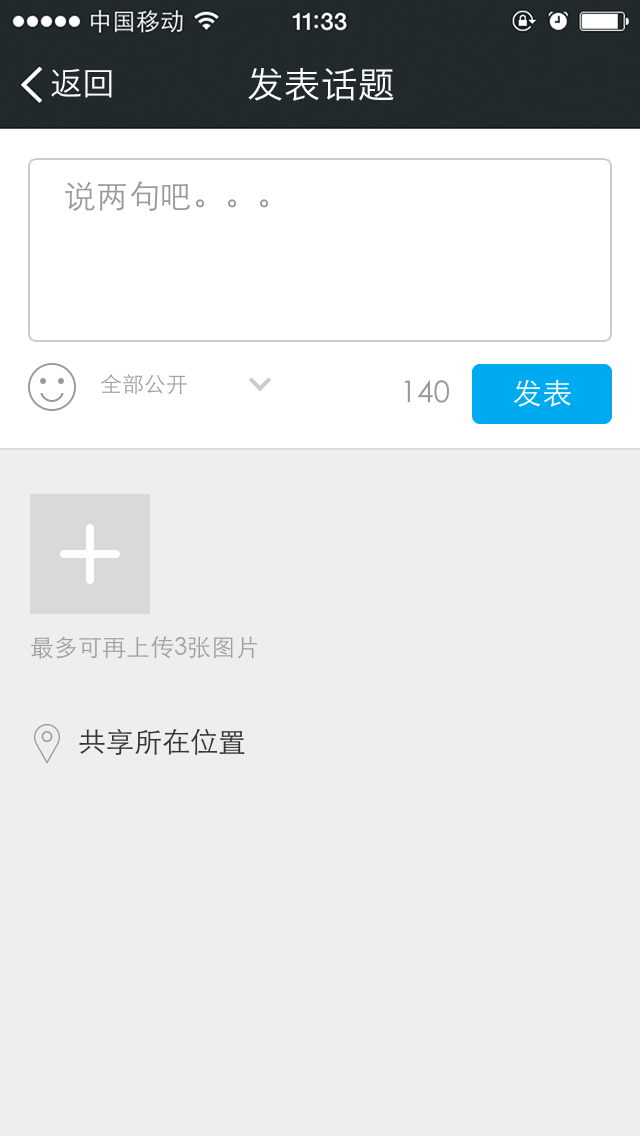 中国移动 11:33
返回 发表话题
说两句吧。。。
全部公开 140 发表
最多可再上传3张图片
共享所在位置